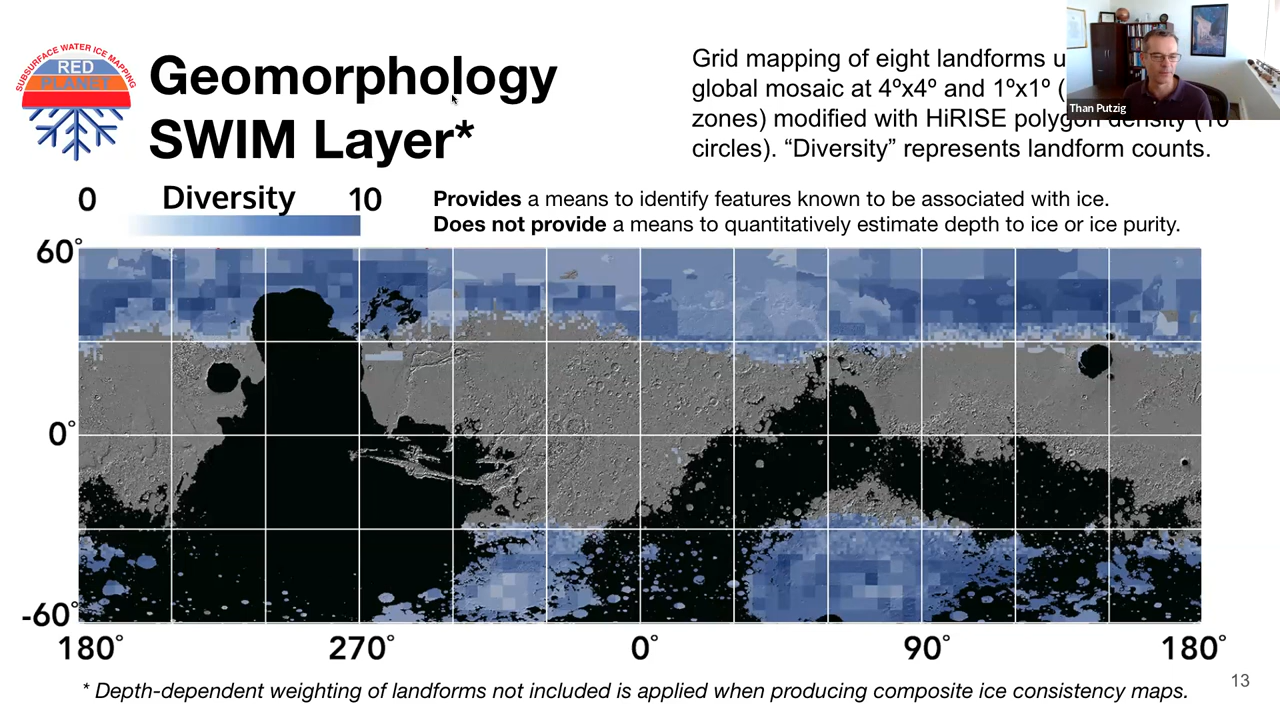 SUBSURFACE WATER ICE MAPPING
RED
PLANET
Geomorphology
SWIM Layer*
Grid mapping of eight landforms
global mosaic at 4ºx4º and 1ºx1º (
zones) modified with HiRISE polygon density (10
circles). “Diversity” represents landform counts.
Than Putzig
0 Diversity 10
Provides a means to identify features known to be associated with ice.
Does not provide a means to quantitatively estimate depth to ice or ice purity.
60°
0°
-60°
180° 270° 0° 90° 180°
* Depth-dependent weighting of landforms not included is applied when producing composite ice consistency maps.
13